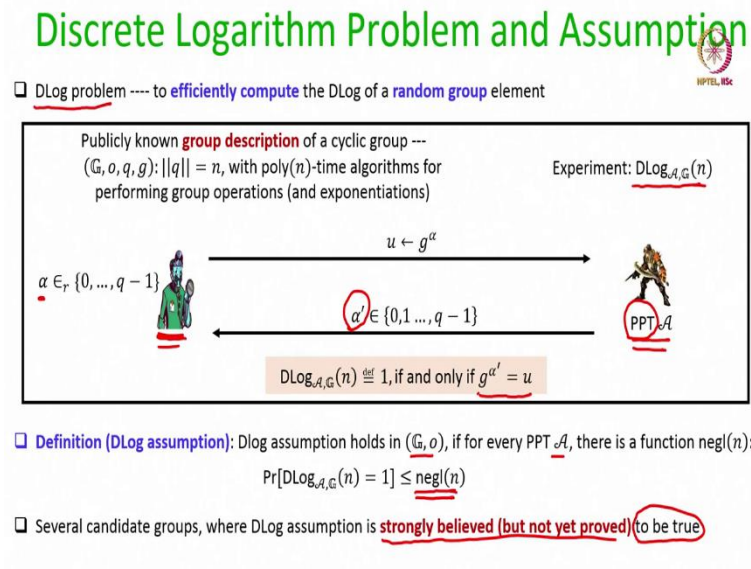 Discrete Logarithm Problem and Assumption
NPTEL, IISc
❑ DLog problem ---- to efficiently compute the DLog of a random group element
Publicly known group description of a cyclic group ---
(𝔾, o, q, g): ||q|| = n, with poly(n)-time algorithms for
performing group operations (and exponentiations)
Experiment: DLog𝒜,𝔾(n)
u ← g^α
α ∈r {0, ..., q − 1}
α′ ∈ {0,1 ..., q − 1}
PPT 𝒜
DLog𝒜,𝔾(n) ≝ 1, if and only if g^α′ = u
❑ Definition (DLog assumption): Dlog assumption holds in (𝔾, o), if for every PPT 𝒜, there is a function negl(n):
Pr[DLog𝒜,𝔾(n) = 1] ≤ negl(n)
❑ Several candidate groups, where DLog assumption is strongly believed (but not yet proved) to be true